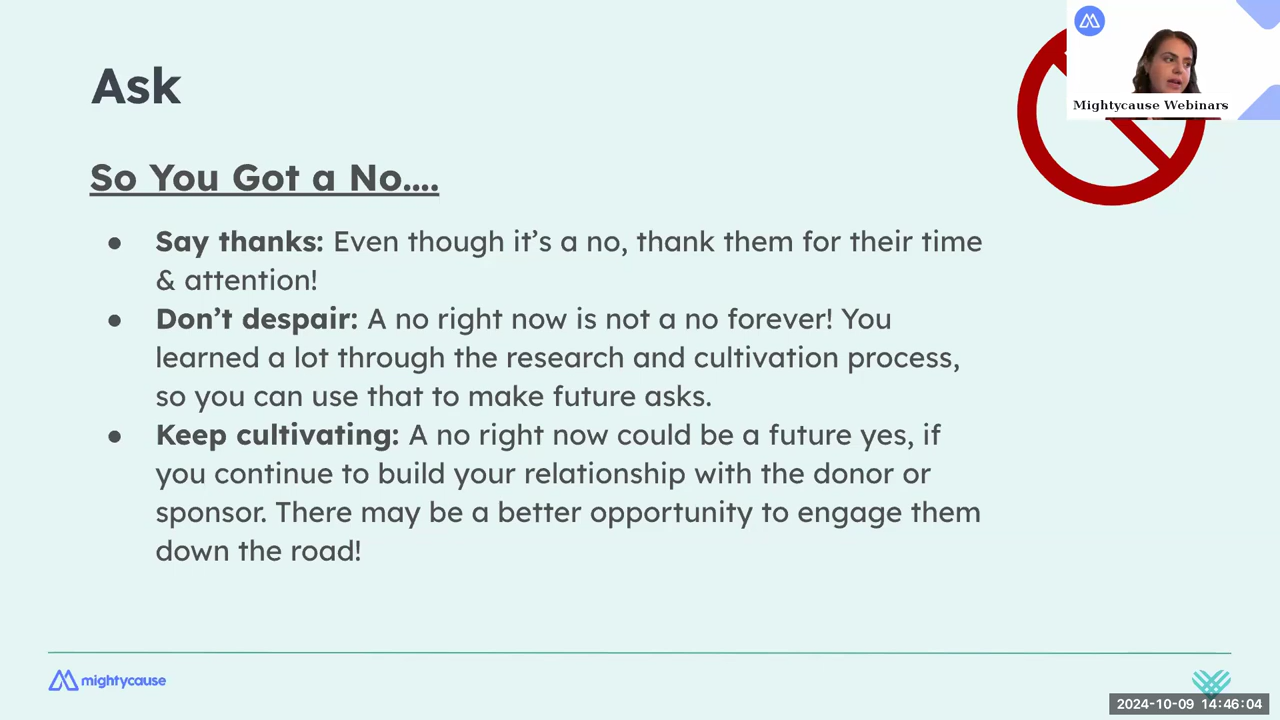 Ask
So You Got a No....
● Say thanks: Even though it’s a no, thank them for their time
& attention!
● Don’t despair: A no right now is not a no forever! You
learned a lot through the research and cultivation process,
so you can use that to make future asks.
● Keep cultivating: A no right now could be a future yes, if
you continue to build your relationship with the donor or
sponsor. There may be a better opportunity to engage them
down the road!
Mightycause Webinars
mightycause
2024-10-09 14:46:04